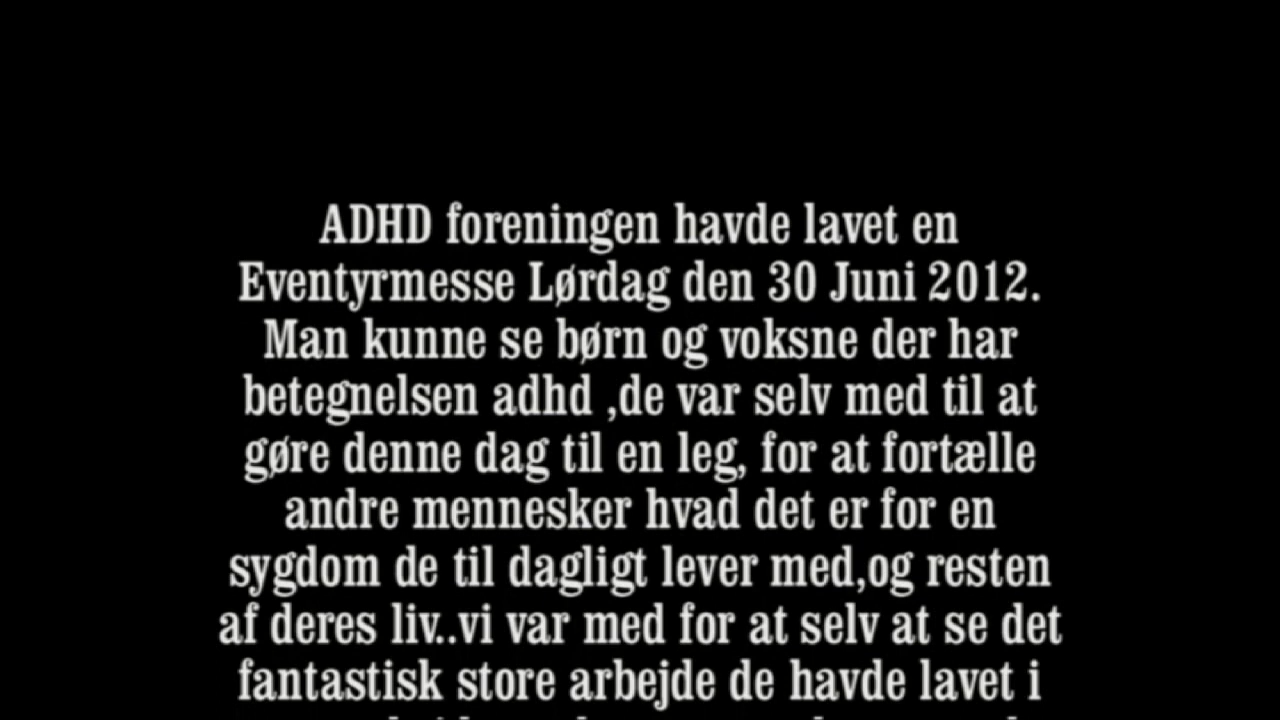 ADHD foreningen havde lavet en
Eventyrmesse Lørdag den 30 Juni 2012.
Man kunne se børn og voksne der har
betegnelsen adhd ,de var selv med til at
gøre denne dag til en leg, for at fortælle
andre mennesker hvad det er for en
sygdom de til dagligt lever med,og resten
af deres liv..vi var med for at selv at se det
fantastisk store arbejde de havde lavet i